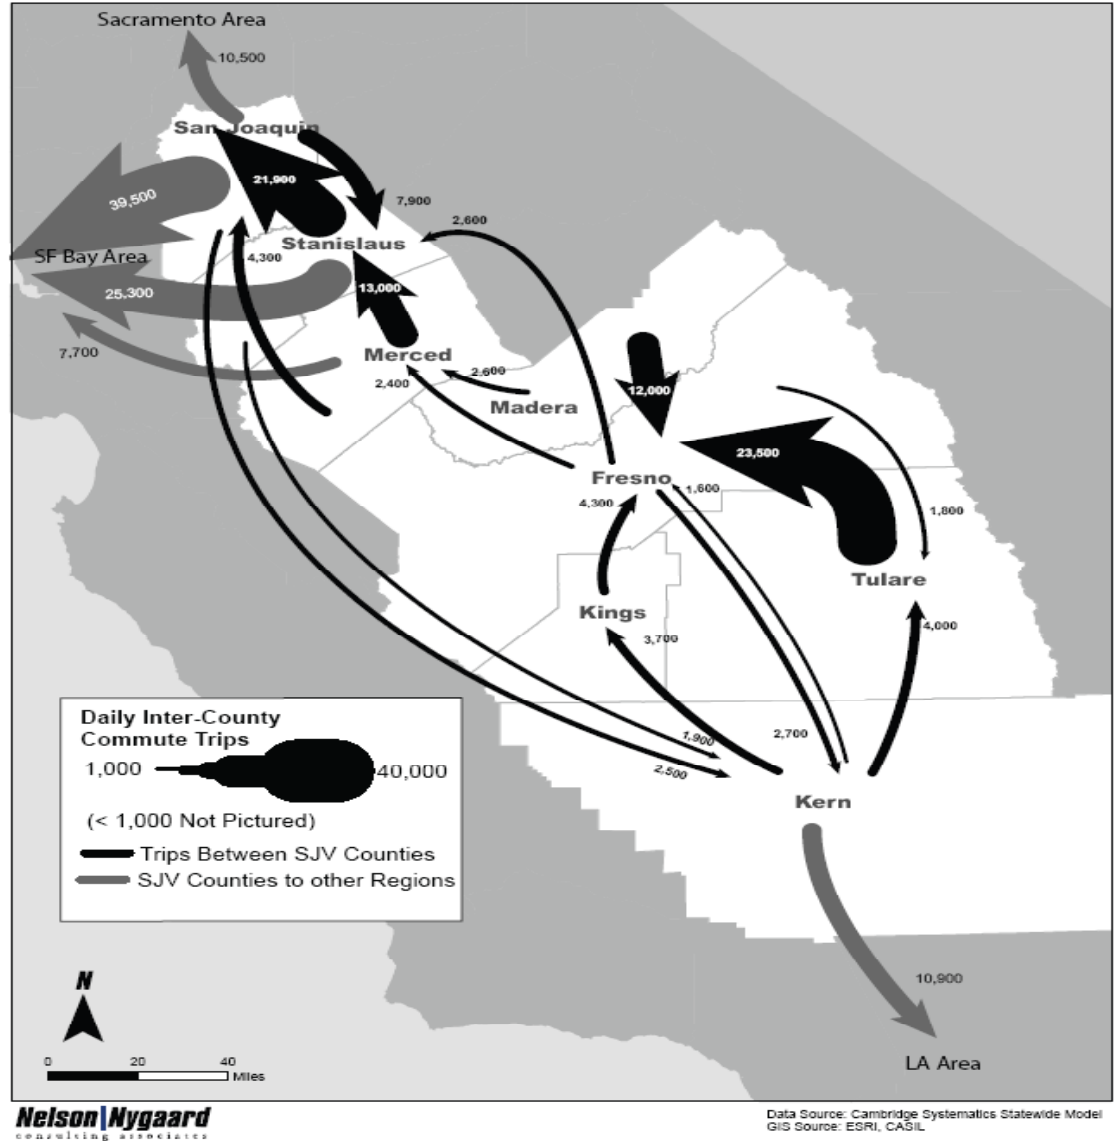 Sacramento Area
10,500
San Joaquin
21,900
39,500
7,900
2,600
Stanislaus
SF Bay Area
4,300
25,300
13,000
7,700
Merced
2,400
2,600
Madera
12,000
23,500
Fresno
1,600
4,300
1,800
Tulare
Kings
3,700
4,000
Daily Inter-County
Commute Trips
1,000
40,000
(< 1,000 Not Pictured)
Trips Between SJV Counties
SJV Counties to other Regions
1,900
2,500
2,700
Kern
10,900
LA Area
N
0 20 40
Miles
Nelson|Nygaard
consulting associates
Data Source: Cambridge Systematics Statewide Model
GIS Source: ESRI, CASIL